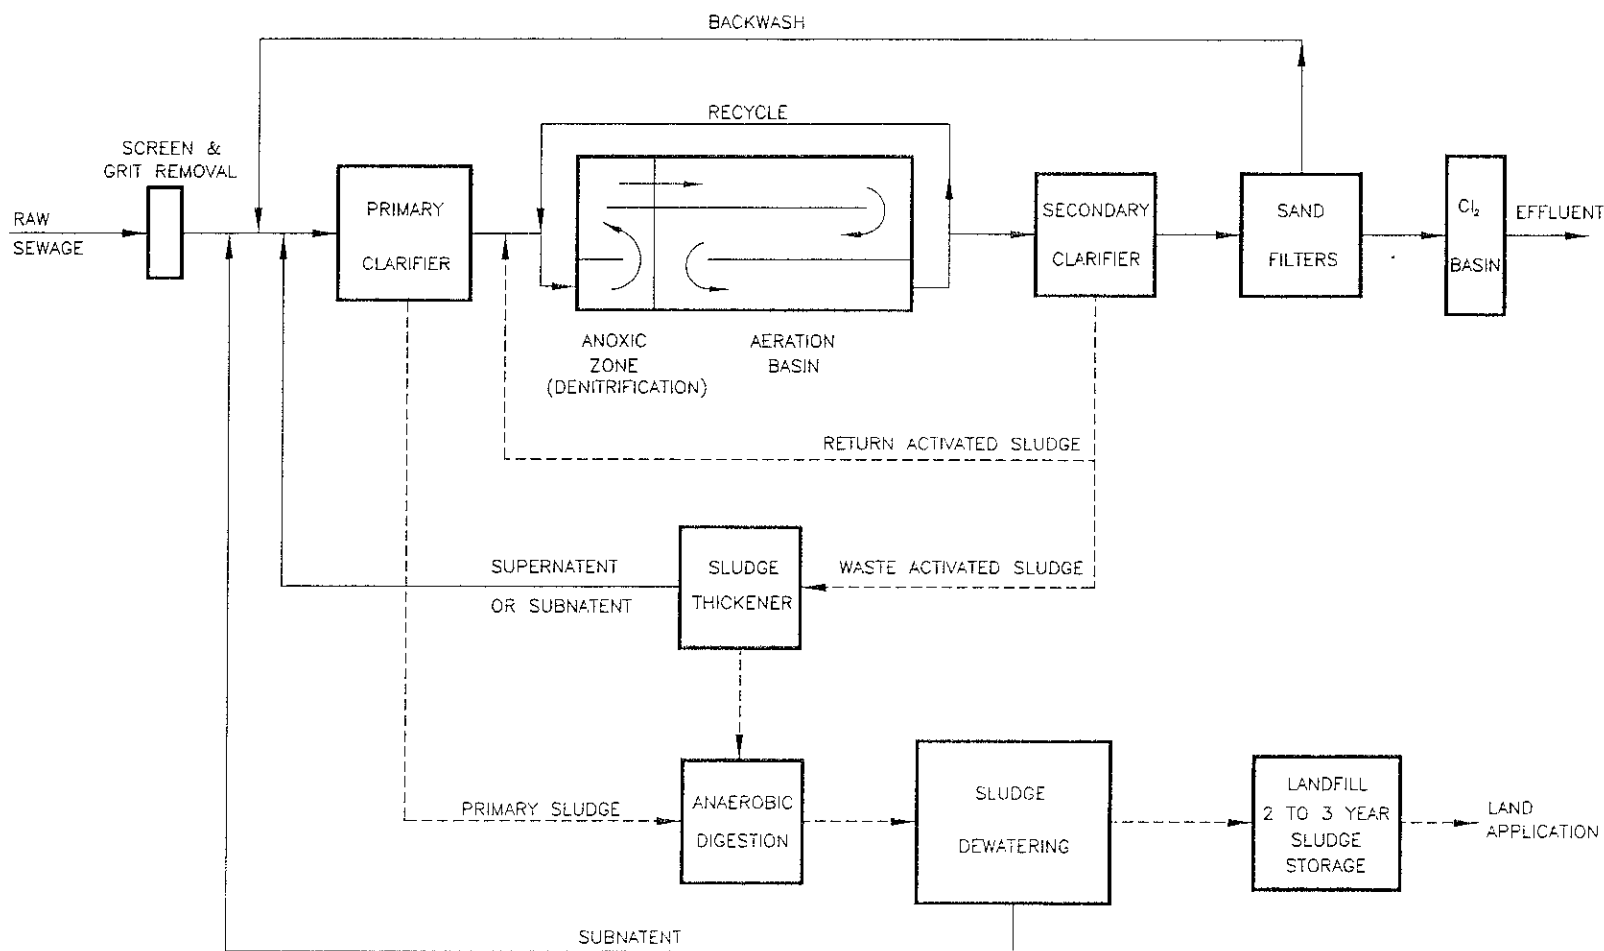 BACKWASH
RECYCLE
SCREEN &
GRIT REMOVAL
RAW
SEWAGE
PRIMARY
CLARIFIER
SECONDARY
CLARIFIER
SAND
FILTERS
Cl₂
BASIN
EFFLUENT
ANOXIC
ZONE
(DENITRIFICATION)
AERATION
BASIN
RETURN ACTIVATED SLUDGE
SUPERNATENT
OR SUBNATENT
SLUDGE
THICKENER
WASTE ACTIVATED SLUDGE
PRIMARY SLUDGE
ANAEROBIC
DIGESTION
SLUDGE
DEWATERING
LANDFILL
2 TO 3 YEAR
SLUDGE
STORAGE
LAND
APPLICATION
SUBNATENT